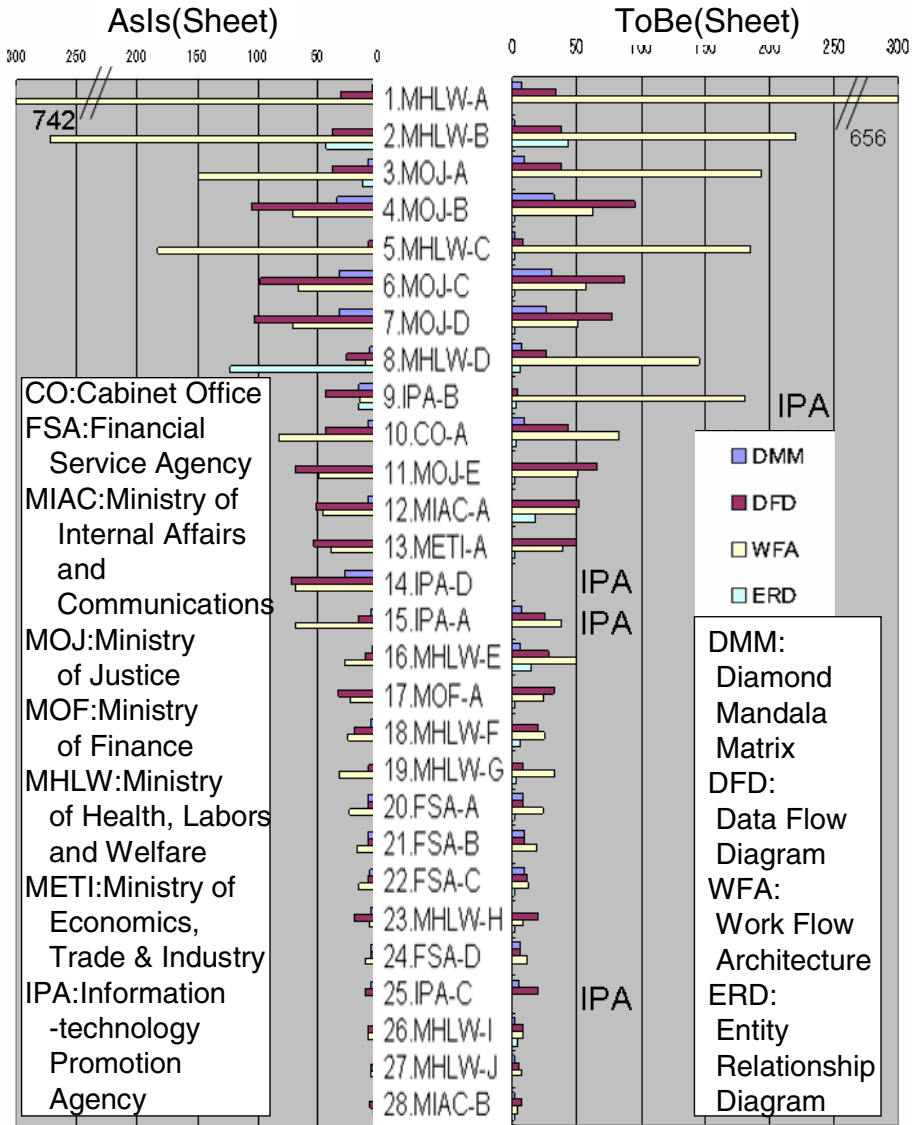 AsIs(Sheet)
ToBe(Sheet)
300 250 200 150 100 50 0
0 50 100 150 200 250 300
742
656
1.MHLW-A
2.MHLW-B
3.MOJ-A
4.MOJ-B
5.MHLW-C
6.MOJ-C
7.MOJ-D
8.MHLW-D
9.IPA-B
10.CO-A
11.MOJ-E
12.MIAC-A
13.METI-A
14.IPA-D
15.IPA-A
16.MHLW-E
17.MOF-A
18.MHLW-F
19.MHLW-G
20.FSA-A
21.FSA-B
22.FSA-C
23.MHLW-H
24.FSA-D
25.IPA-C
26.MHLW-I
27.MHLW-J
28.MIAC-B
CO:Cabinet Office
FSA:Financial
Service Agency
MIAC:Ministry of
Internal Affairs
and
Communications
MOJ:Ministry
of Justice
MOF:Ministry
of Finance
MHLW:Ministry
of Health, Labors
and Welfare
METI:Ministry of
Economics,
Trade & Industry
IPA:Information
-technology
Promotion
Agency
IPA
IPA
IPA
IPA
DMM
DFD
WFA
ERD
DMM:
Diamond
Mandala
Matrix
DFD:
Data Flow
Diagram
WFA:
Work Flow
Architecture
ERD:
Entity
Relationship
Diagram